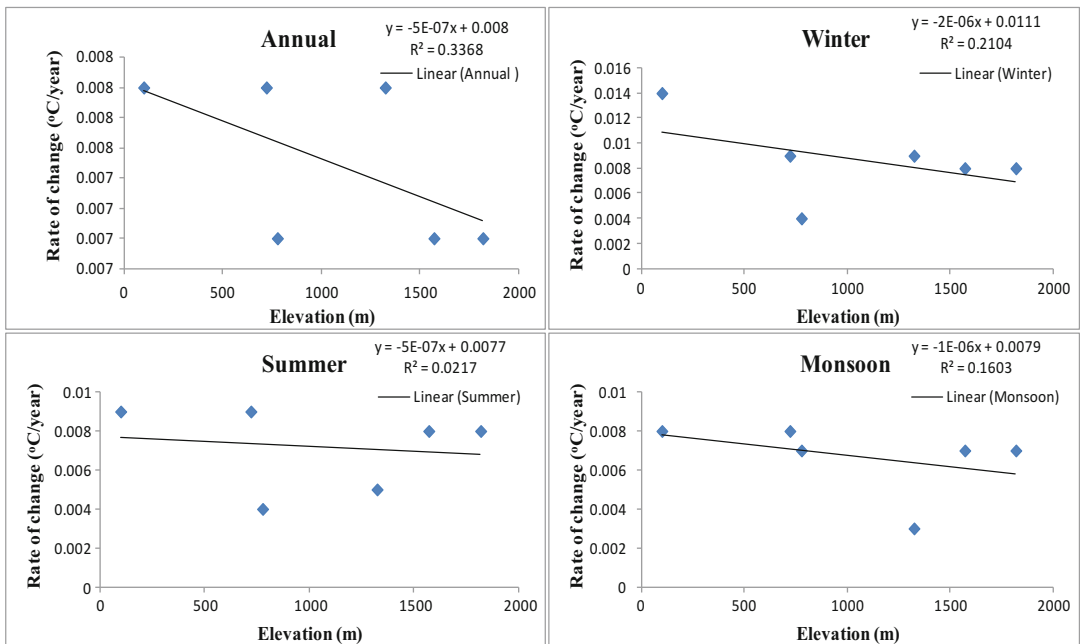 Annual
y = -5E-07x + 0.008
R² = 0.3368
Linear (Annual )
Rate of change (°C/year)
0.008
0.008
0.008
0.008
0.007
0.007
0.007
0.007
0 500 1000 1500 2000
Elevation (m)
Winter
y = -2E-06x + 0.0111
R² = 0.2104
Linear (Winter)
Rate of change (°C/year)
0.016
0.014
0.012
0.01
0.008
0.006
0.004
0.002
0
0 500 1000 1500 2000
Elevation (m)
Summer
y = -5E-07x + 0.0077
R² = 0.0217
Linear (Summer)
Rate of change (°C/year)
0.01
0.008
0.006
0.004
0.002
0
0 500 1000 1500 2000
Elevation (m)
Monsoon
y = -1E-06x + 0.0079
R² = 0.1603
Linear (Monsoon)
Rate of change (°C/year)
0.01
0.008
0.006
0.004
0.002
0
0 500 1000 1500 2000
Elevation (m)